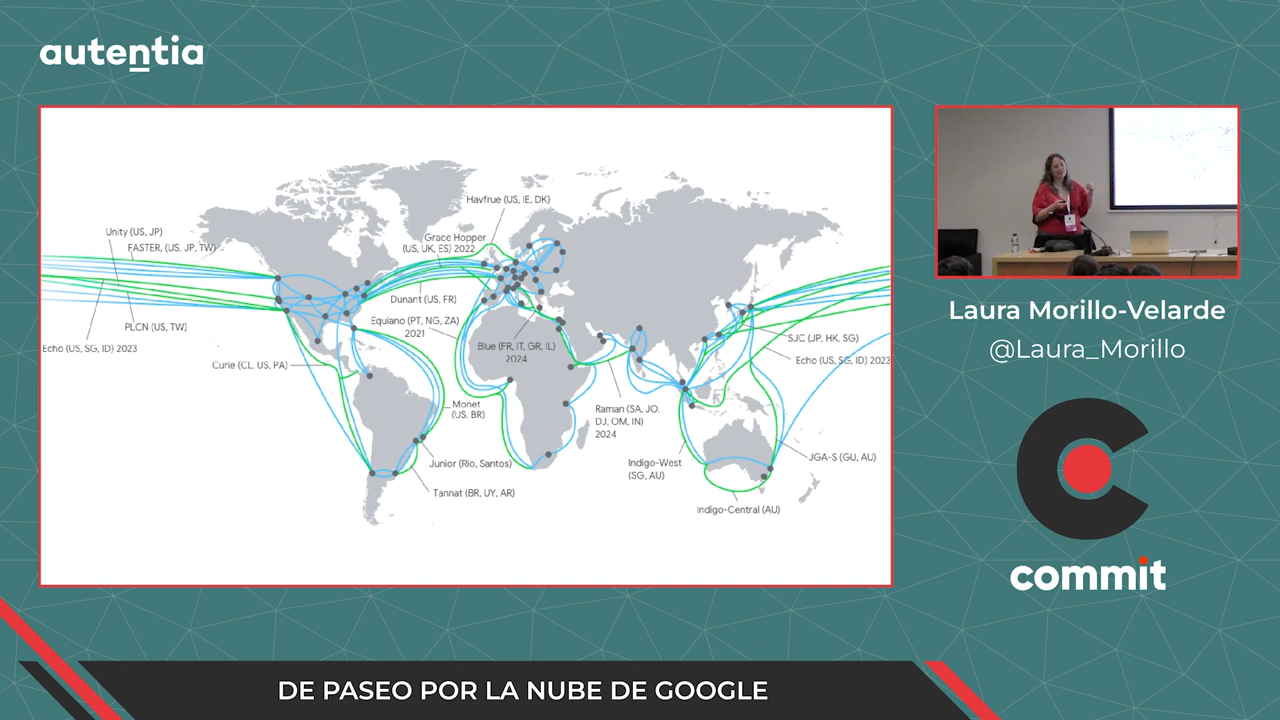 autentia
Havfrue (US, IE, DK)
Unity (US, JP)
FASTER, (US, JP, TW)
Grace Hopper
(US, UK, ES) 2022
Dunant (US, FR)
Equiano (PT, NG, ZA)
2021
PLCN (US, TW)
Echo (US, SG, ID) 2023
Blue (FR, IT, GR, IL)
2024
SJC (JP, HK, SG)
Echo (US, SG, ID) 2023
Curie (CL, US, PA)
Monet
(US, BR)
Raman (SA, JO,
DJ, OM, IN)
2024
Junior (Rio, Santos)
Tannat (BR, UY, AR)
Indigo-West
(SG, AU)
JGA-S (GU, AU)
Indigo-Central (AU)
Laura Morillo-Velarde
@Laura_Morillo
commit
DE PASEO POR LA NUBE DE GOOGLE